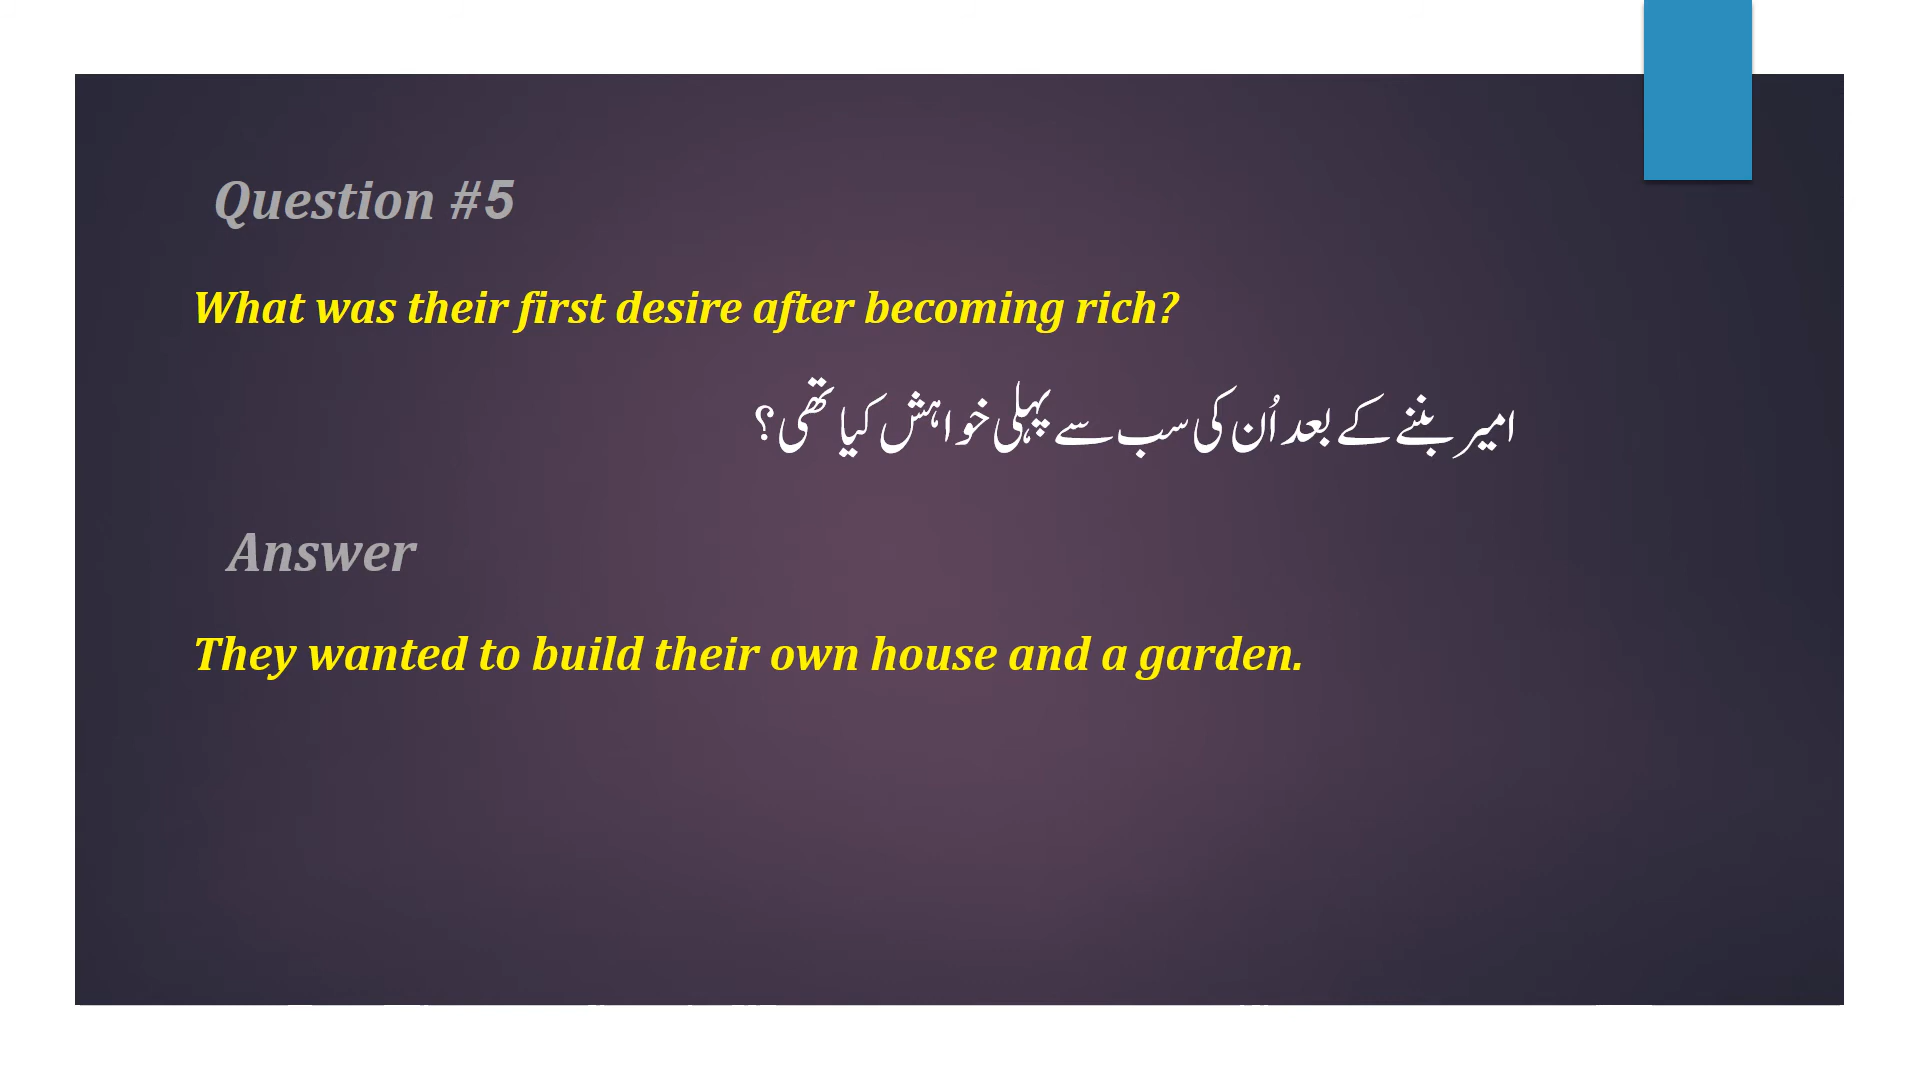 Question #5
What was their first desire after becoming rich?
امیر بننے کے بعد اُن کی سب سے پہلی خواہش کیا تھی؟
Answer
They wanted to build their own house and a garden.